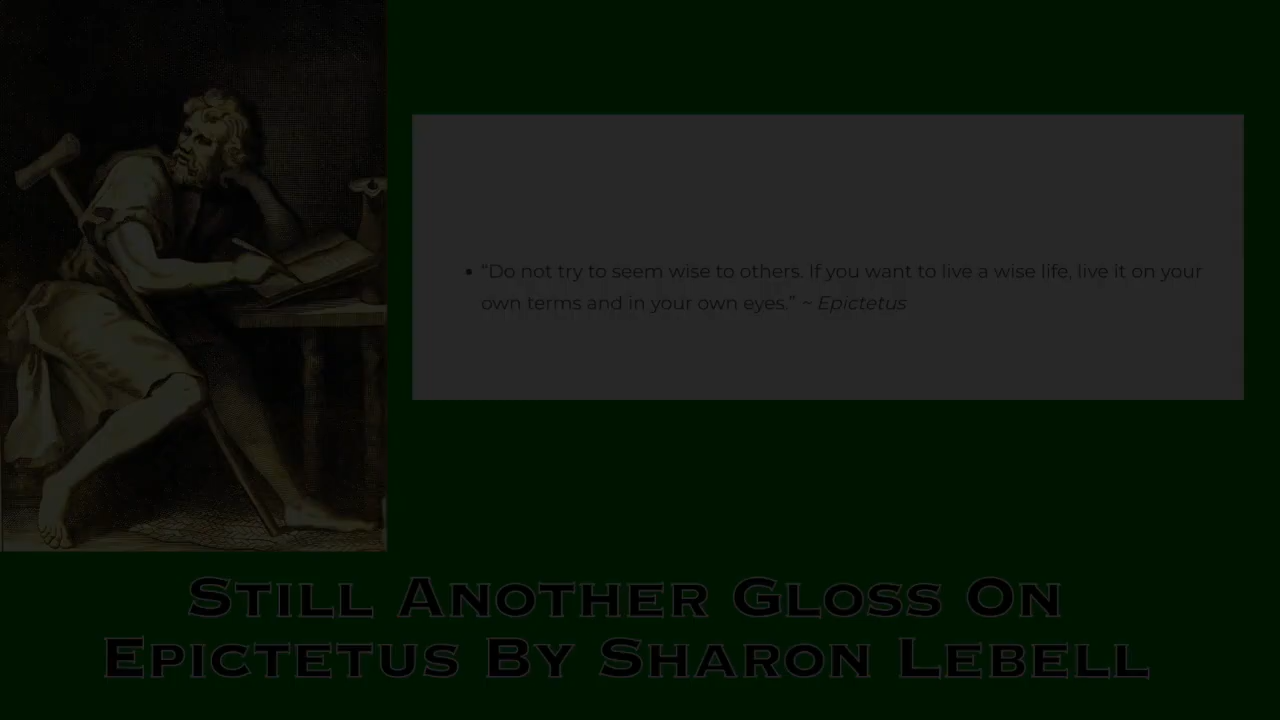 • “Do not try to seem wise to others. If you want to live a wise life, live it on your
own terms and in your own eyes.” ~ Epictetus
Still Another Gloss On
Epictetus By Sharon Lebell